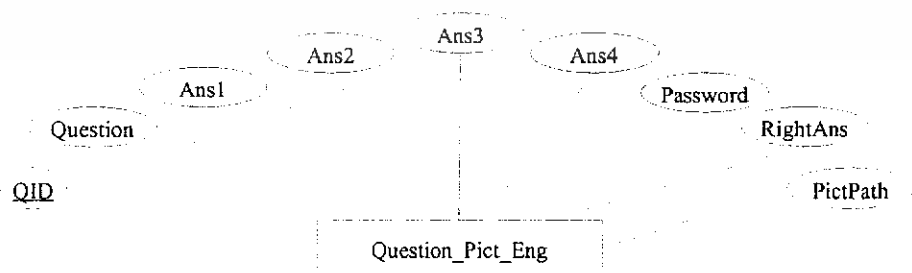 Ans3
Ans2
Ans4
Ans1
Password
Question
RightAns
QID
PictPath
Question_Pict_Eng